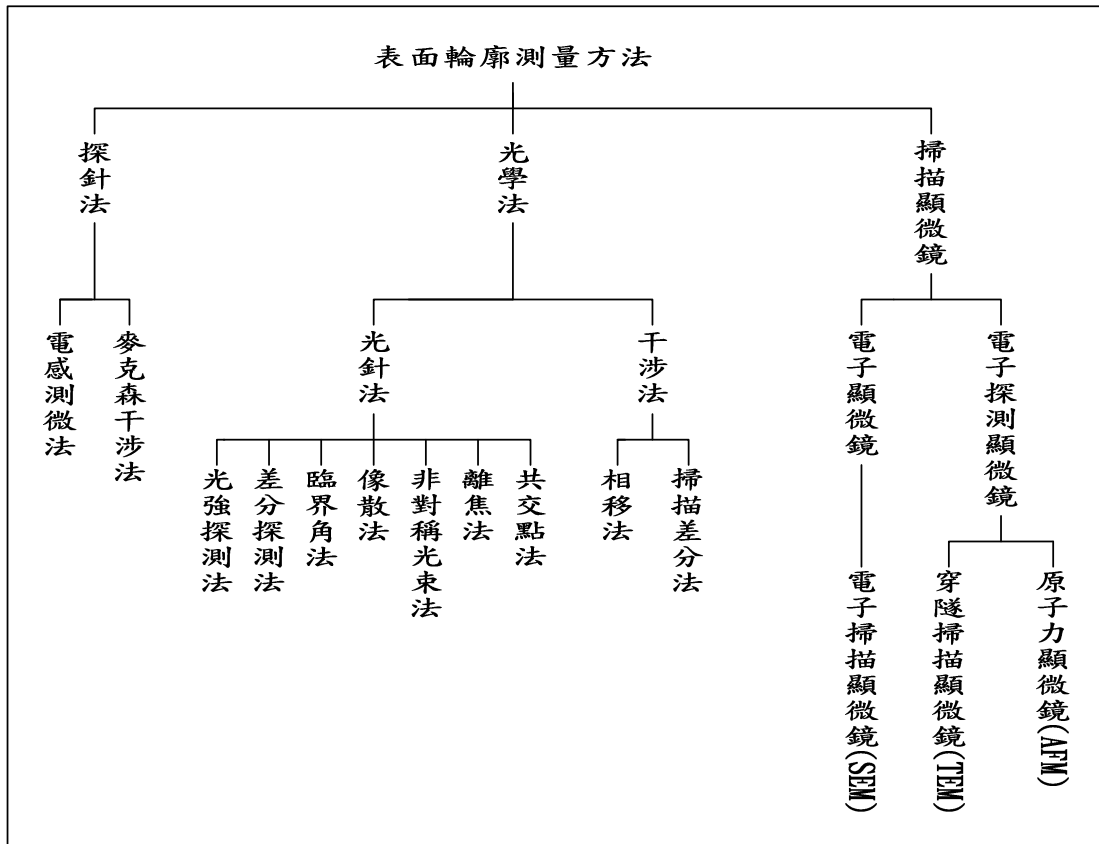 表面輪廓測量方法
探針法
光學法
掃描顯微鏡
電感測微法
麥克森干涉法
光針法
干涉法
電子顯微鏡
電子探測顯微鏡
光強探測法
差分探測法
臨界角法
像散法
非對稱光束法
離焦法
共交點法
相移法
掃描差分法
電子掃描顯微鏡(SEM)
穿隧掃描顯微鏡(TEM)
原子力顯微鏡(AFM)